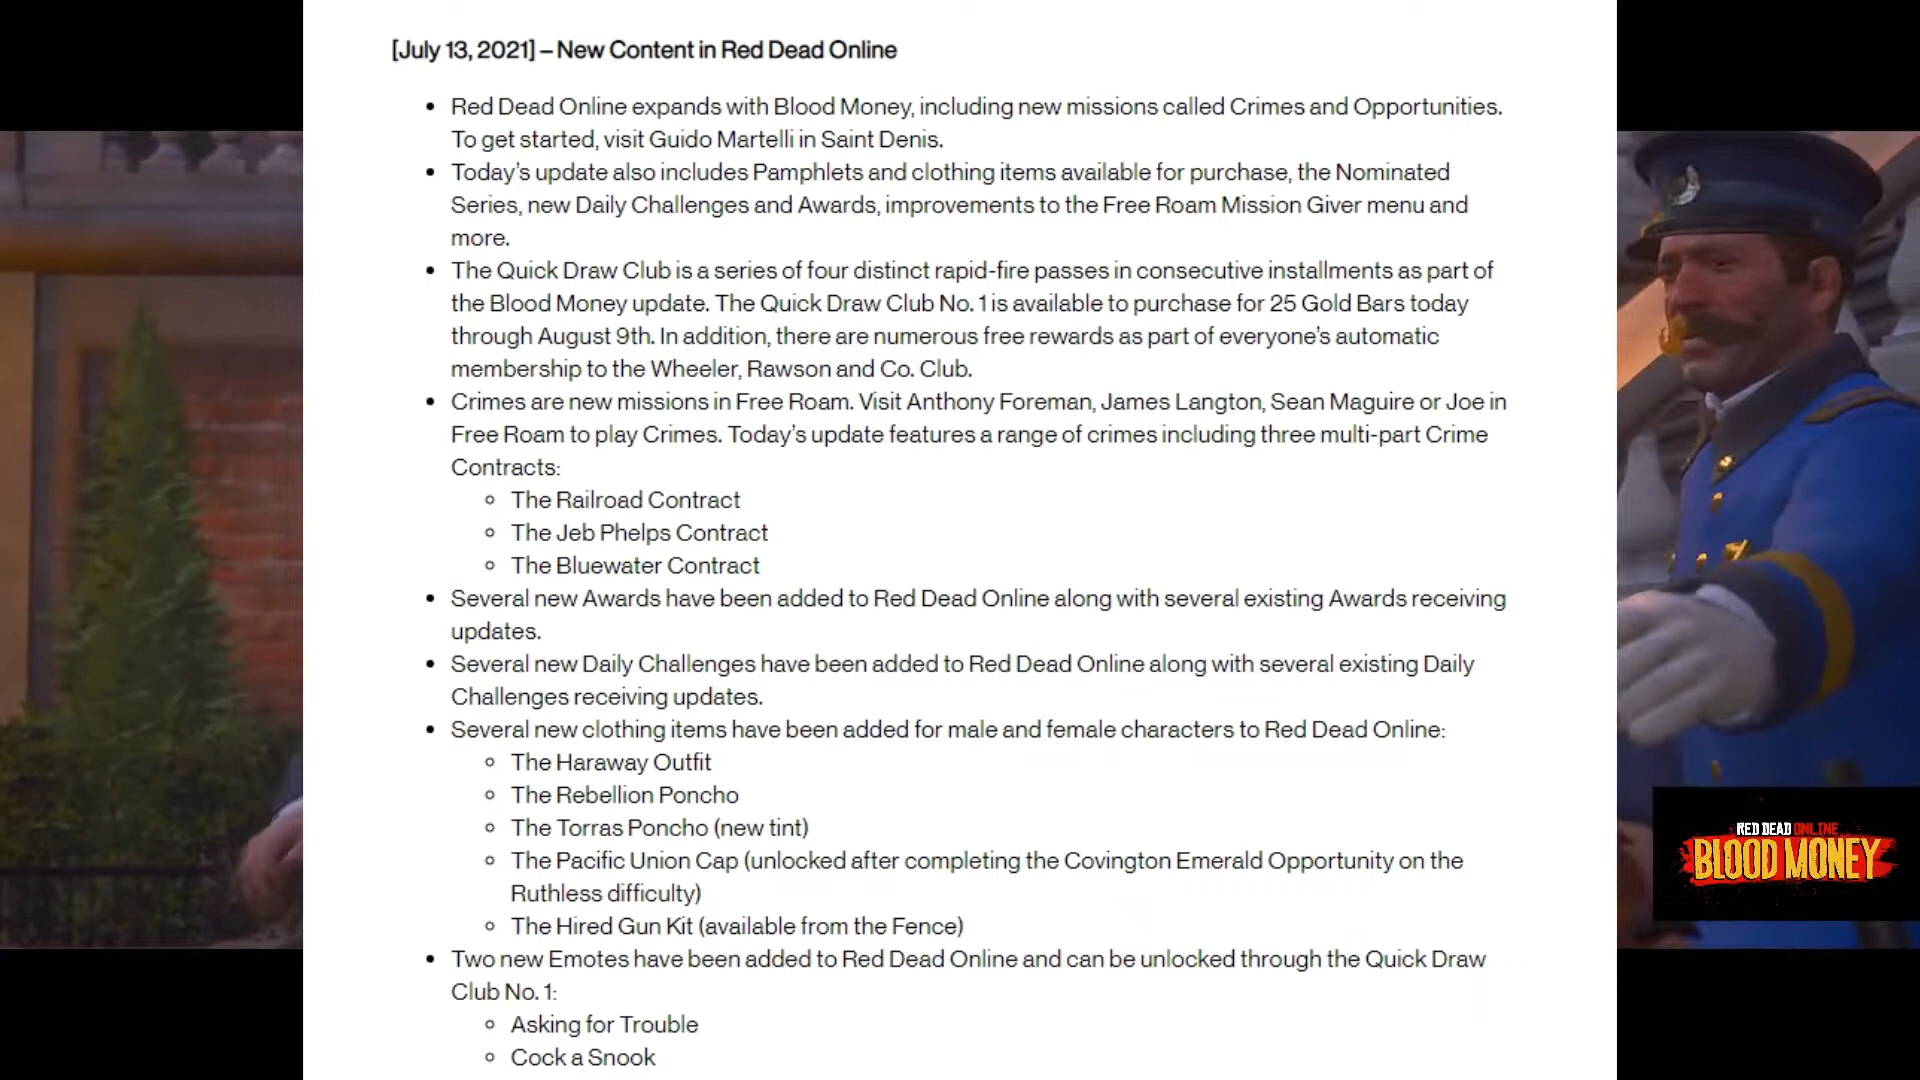 [July 13, 2021] – New Content in Red Dead Online
• Red Dead Online expands with Blood Money, including new missions called Crimes and Opportunities.
To get started, visit Guido Martelli in Saint Denis.
• Today's update also includes Pamphlets and clothing items available for purchase, the Nominated
Series, new Daily Challenges and Awards, improvements to the Free Roam Mission Giver menu and
more.
• The Quick Draw Club is a series of four distinct rapid-fire passes in consecutive installments as part of
the Blood Money update. The Quick Draw Club No. 1 is available to purchase for 25 Gold Bars today
through August 9th. In addition, there are numerous free rewards as part of everyone's automatic
membership to the Wheeler, Rawson and Co. Club.
• Crimes are new missions in Free Roam. Visit Anthony Foreman, James Langton, Sean Maguire or Joe in
Free Roam to play Crimes. Today's update features a range of crimes including three multi-part Crime
Contracts:
◦ The Railroad Contract
◦ The Jeb Phelps Contract
◦ The Bluewater Contract
• Several new Awards have been added to Red Dead Online along with several existing Awards receiving
updates.
• Several new Daily Challenges have been added to Red Dead Online along with several existing Daily
Challenges receiving updates.
• Several new clothing items have been added for male and female characters to Red Dead Online:
◦ The Haraway Outfit
◦ The Rebellion Poncho
◦ The Torras Poncho (new tint)
◦ The Pacific Union Cap (unlocked after completing the Covington Emerald Opportunity on the
Ruthless difficulty)
◦ The Hired Gun Kit (available from the Fence)
• Two new Emotes have been added to Red Dead Online and can be unlocked through the Quick Draw
Club No. 1:
◦ Asking for Trouble
◦ Cock a Snook
RED DEAD ONLINE
BLOOD MONEY